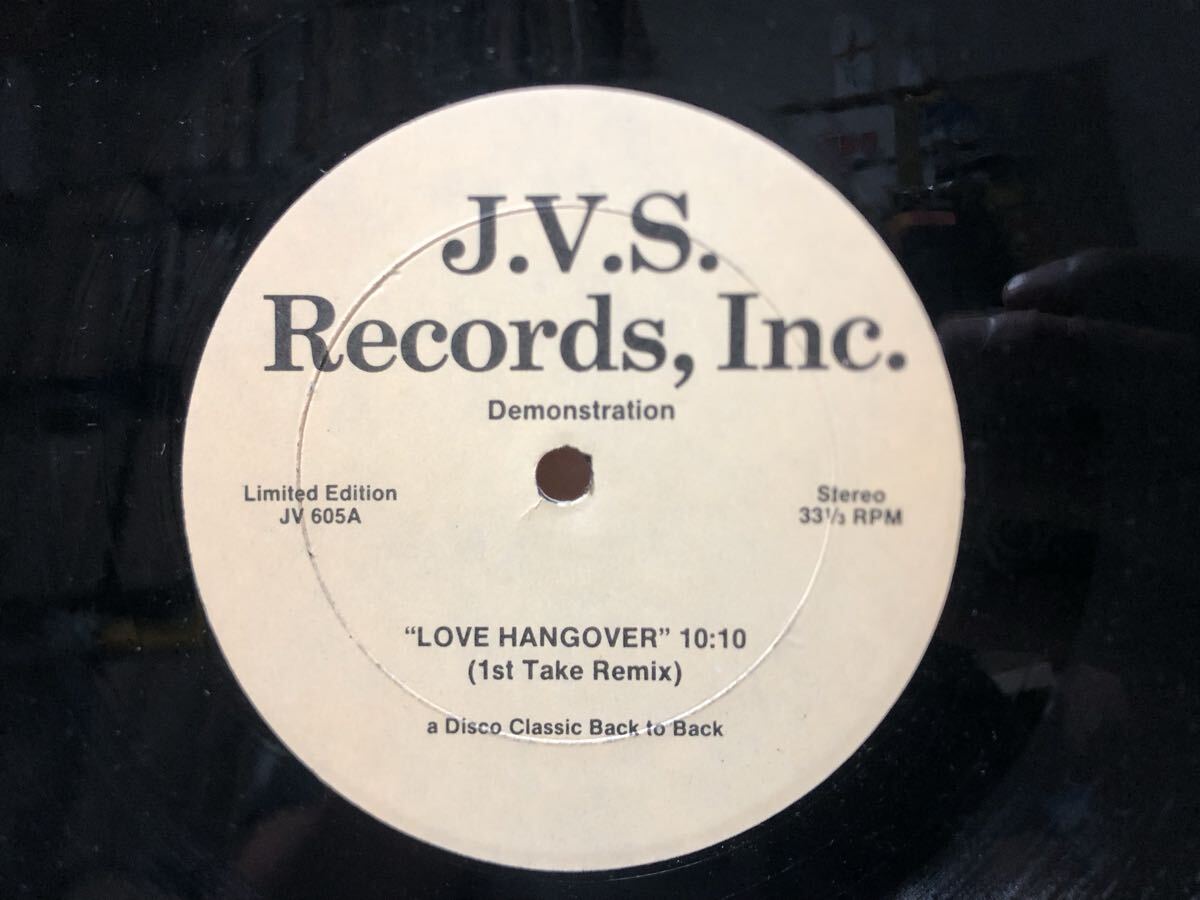 J.V.S.
Records, Inc.
Demonstration
Limited Edition
JV 605A
Stereo
33⅓ RPM
“LOVE HANGOVER” 10:10
(1st Take Remix)
a Disco Classic Back to Back